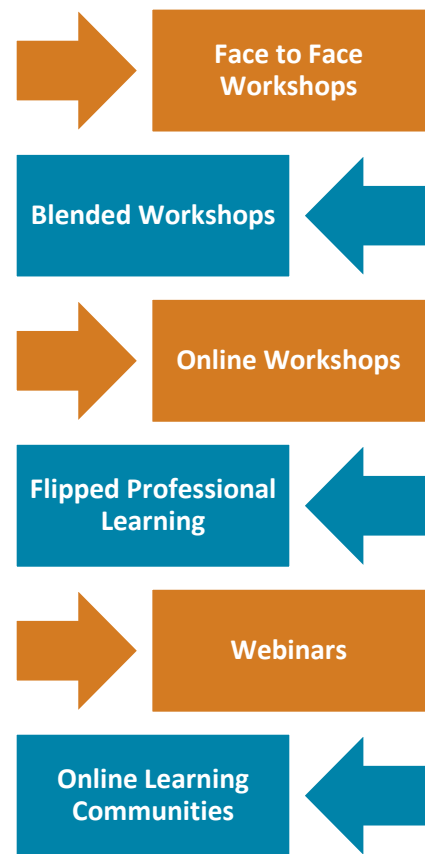 Face to Face
Workshops
Blended Workshops
Online Workshops
Flipped Professional
Learning
Webinars
Online Learning
Communities